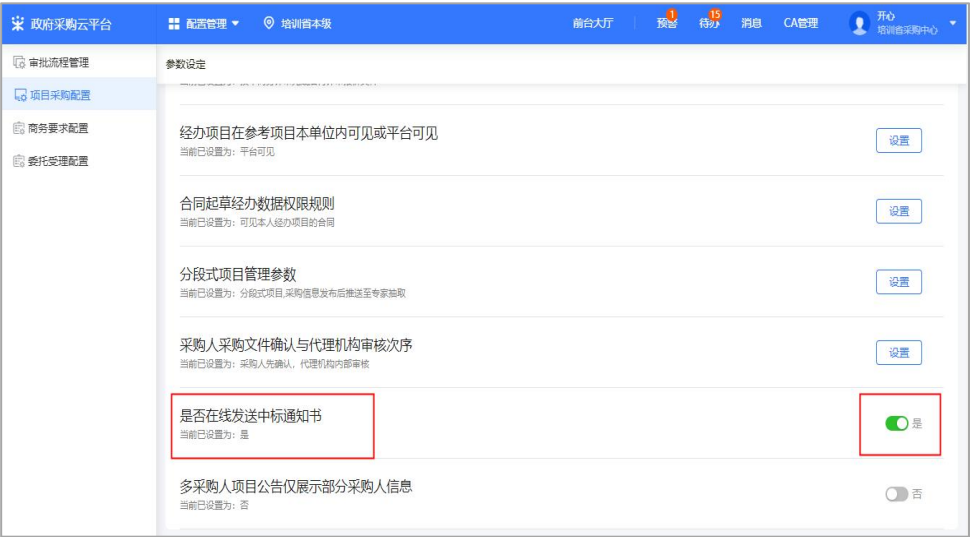 政府采购云平台
配置管理
培训省本级
前台大厅
预警
1
待办
15
消息
CA管理
开心
培训省采购中心
审批流程管理
项目采购配置
商务要求配置
委托受理配置
参数设定
经办项目在参考项目本单位内可见或平台可见
当前已设置为：平台可见
设置
合同起草经办数据权限规则
当前已设置为：可见本人经办项目的合同
设置
分段式项目管理参数
当前已设置为：分段式项目,采购信息发布后推送至专家抽取
设置
采购人采购文件确认与代理机构审核次序
当前已设置为：采购人先确认，代理机构内部审核
设置
是否在线发送中标通知书
当前已设置为：是
是
多采购人项目公告仅展示部分采购人信息
当前已设置为：否
否